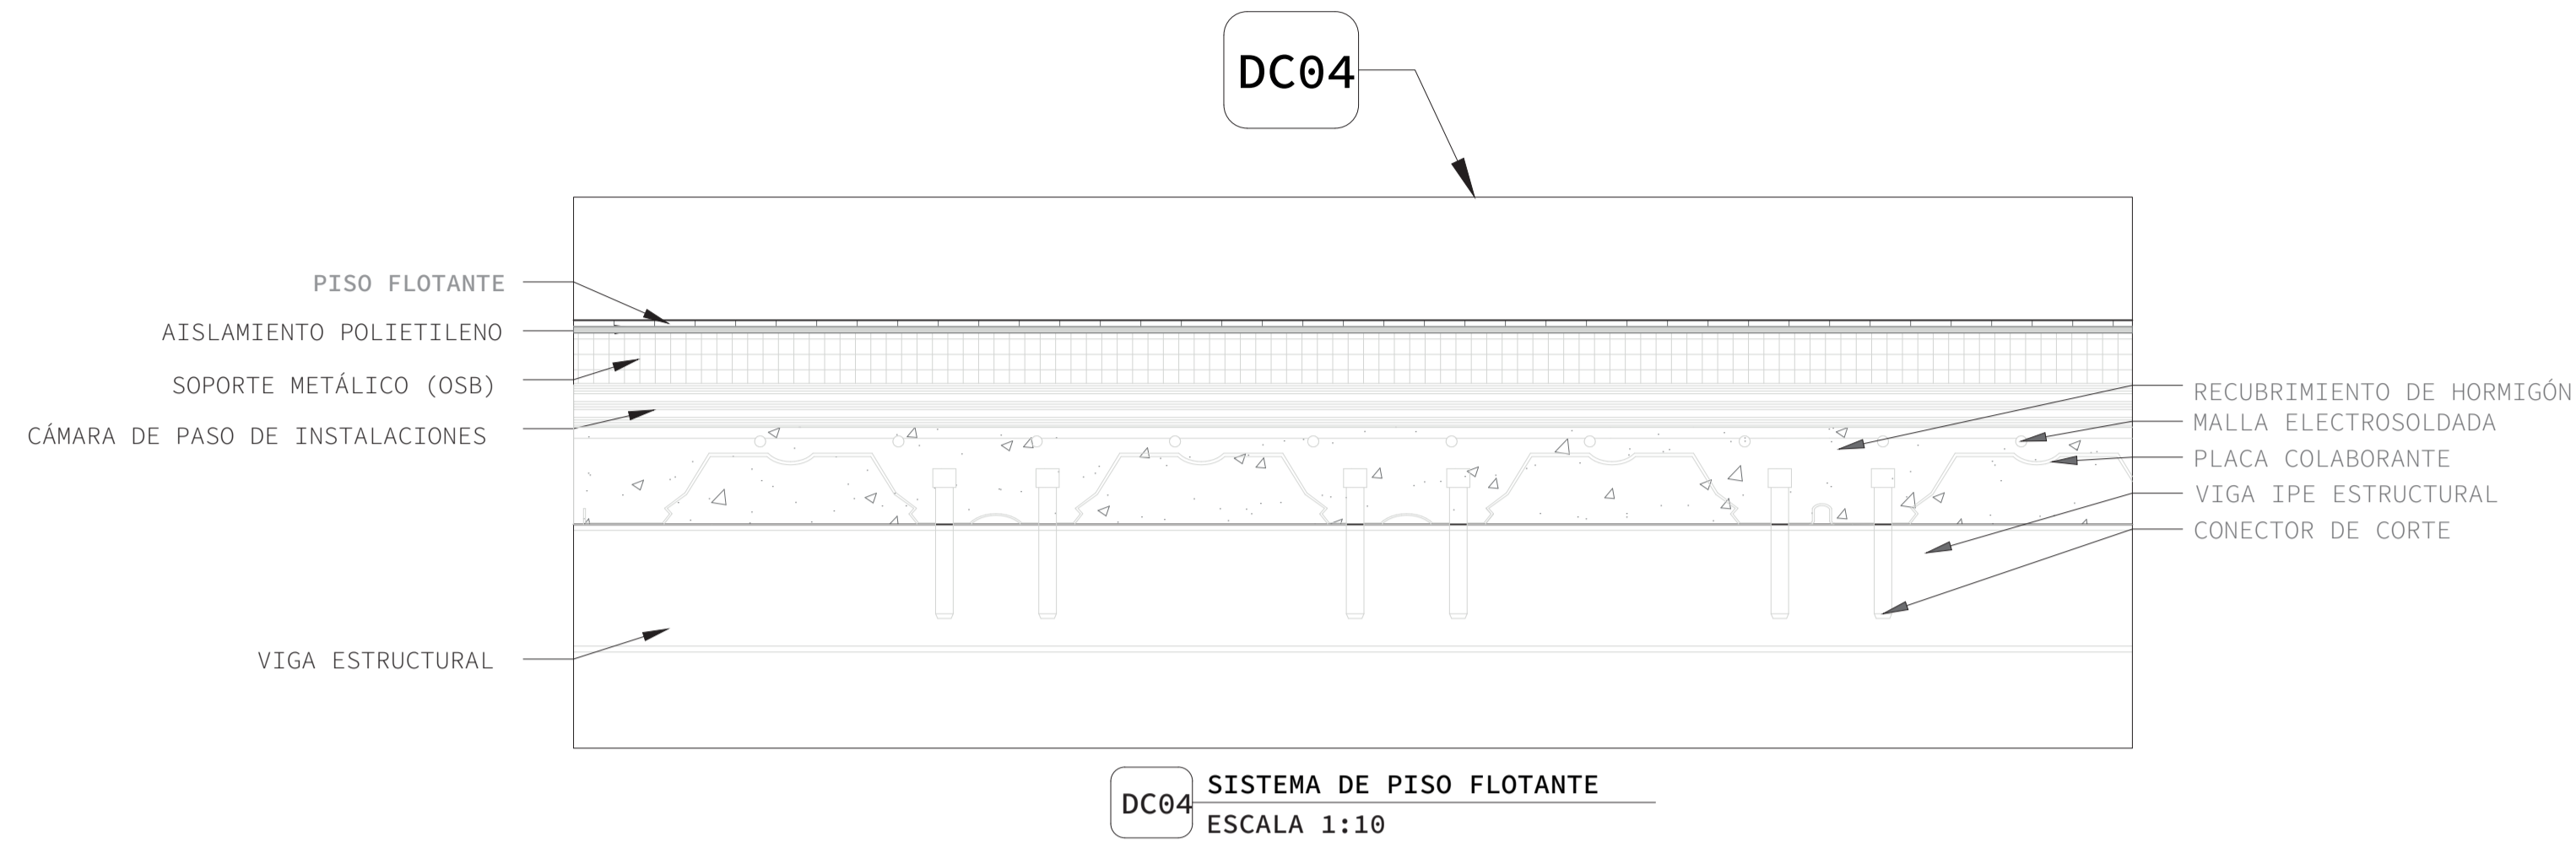 DC04
PISO FLOTANTE
AISLAMIENTO POLIETILENO
SOPORTE METÁLICO (OSB)
CÁMARA DE PASO DE INSTALACIONES
VIGA ESTRUCTURAL
RECUBRIMIENTO DE HORMIGÓN
MALLA ELECTROSOLDADA
PLACA COLABORANTE
VIGA IPE ESTRUCTURAL
CONECTOR DE CORTE
DC04
SISTEMA DE PISO FLOTANTE
ESCALA 1:10